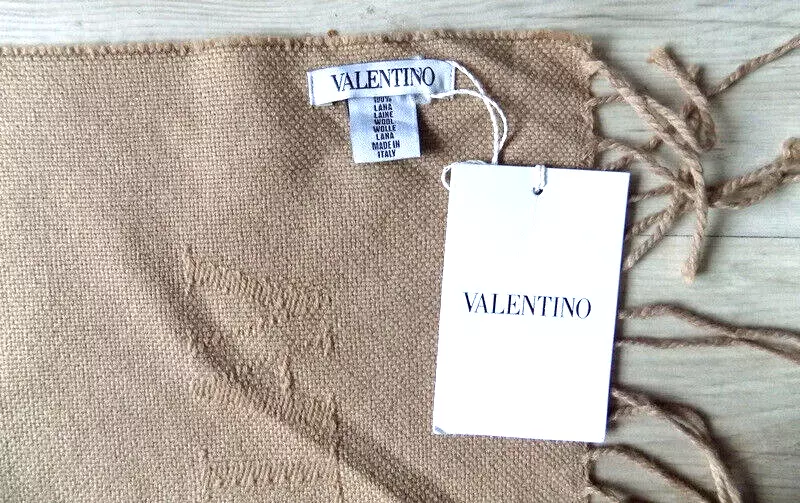 VALENTINO
100%
LANA
LAINE
WOOL
WOLLE
LANA
MADE IN
ITALY
VALENTINO